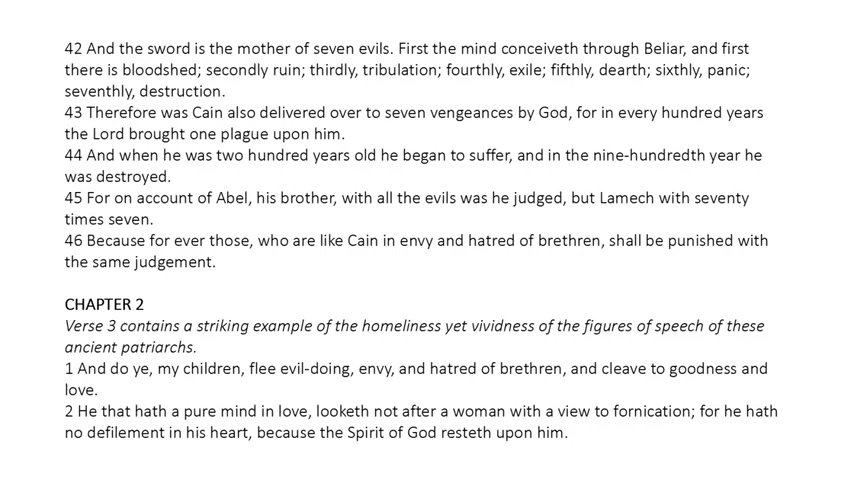 42 And the sword is the mother of seven evils. First the mind conceiveth through Beliar, and first
there is bloodshed; secondly ruin; thirdly, tribulation; fourthly, exile; fifthly, dearth; sixthly, panic;
seventhly, destruction.
43 Therefore was Cain also delivered over to seven vengeances by God, for in every hundred years
the Lord brought one plague upon him.
44 And when he was two hundred years old he began to suffer, and in the nine-hundredth year he
was destroyed.
45 For on account of Abel, his brother, with all the evils was he judged, but Lamech with seventy
times seven.
46 Because for ever those, who are like Cain in envy and hatred of brethren, shall be punished with
the same judgement.
CHAPTER 2
Verse 3 contains a striking example of the homeliness yet vividness of the figures of speech of these
ancient patriarchs.
1 And do ye, my children, flee evil-doing, envy, and hatred of brethren, and cleave to goodness and
love.
2 He that hath a pure mind in love, looketh not after a woman with a view to fornication; for he hath
no defilement in his heart, because the Spirit of God resteth upon him.